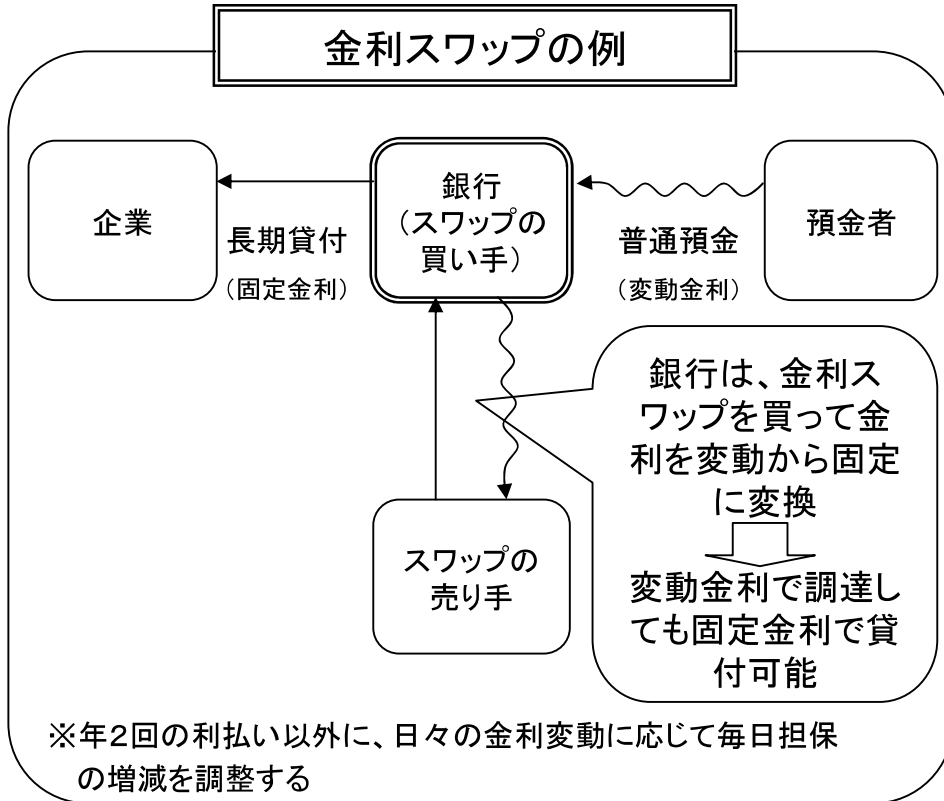 金利スワップの例
企業
長期貸付
（固定金利）
銀行
（スワップの
買い手）
普通預金
（変動金利）
預金者
銀行は、金利ス
ワップを買って金
利を変動から固定
に変換
変動金利で調達し
ても固定金利で貸
付可能
スワップの
売り手
※年２回の利払い以外に、日々の金利変動に応じて毎日担保
の増減を調整する